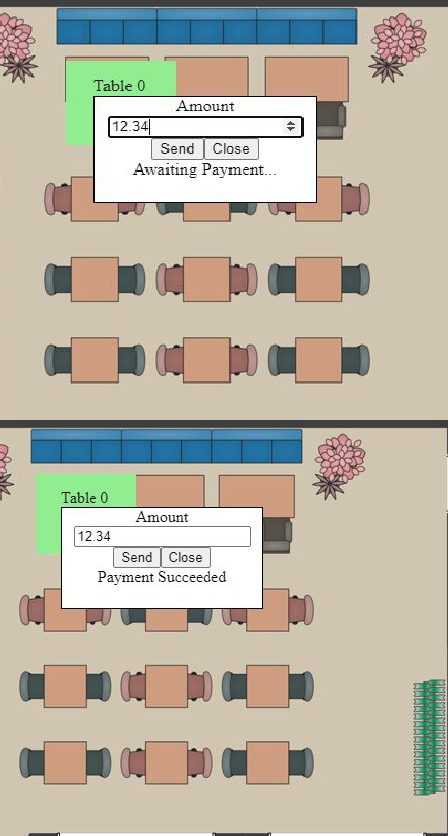 Table 0
Amount
12.34
Send Close
Awaiting Payment...
Table 0
Amount
12.34
Send Close
Payment Succeeded